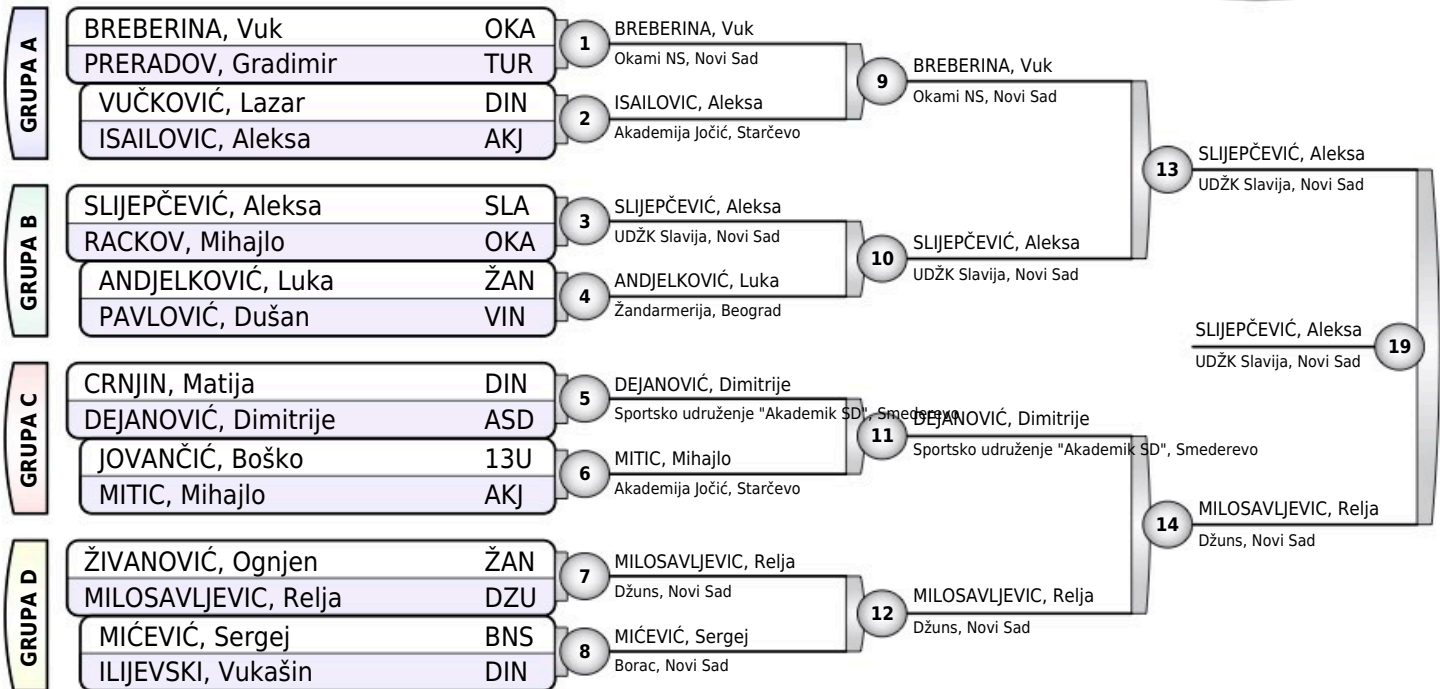 GRUPA A
BREBERINA, Vuk OKA
PRERADOV, Gradimir TUR
VUČKOVIĆ, Lazar DIN
ISAILOVIC, Aleksa AKJ
GRUPA B
SLIJEPČEVIĆ, Aleksa SLA
RACKOV, Mihajlo OKA
ANDJELKOVIĆ, Luka ŽAN
PAVLOVIĆ, Dušan VIN
GRUPA C
CRNJIN, Matija DIN
DEJANOVIĆ, Dimitrije ASD
JOVANČIĆ, Boško 13U
MITIC, Mihajlo AKJ
GRUPA D
ŽIVANOVIĆ, Ognjen ŽAN
MILOSAVLJEVIC, Relja DZU
MIĆEVIĆ, Sergej BNS
ILIJEVSKI, Vukašin DIN
1
BREBERINA, Vuk
Okami NS, Novi Sad
2
ISAILOVIC, Aleksa
Akademija Jočić, Starčevo
3
SLIJEPČEVIĆ, Aleksa
UDŽK Slavija, Novi Sad
4
ANDJELKOVIĆ, Luka
Žandarmerija, Beograd
5
DEJANOVIĆ, Dimitrije
Sportsko udruženje "Akademik SD", Smederevo
6
MITIC, Mihajlo
Akademija Jočić, Starčevo
7
MILOSAVLJEVIC, Relja
Džuns, Novi Sad
8
MIĆEVIĆ, Sergej
Borac, Novi Sad
9
BREBERINA, Vuk
Okami NS, Novi Sad
10
SLIJEPČEVIĆ, Aleksa
UDŽK Slavija, Novi Sad
11
DEJANOVIĆ, Dimitrije
Sportsko udruženje "Akademik SD", Smederevo
12
MILOSAVLJEVIC, Relja
Džuns, Novi Sad
13
SLIJEPČEVIĆ, Aleksa
UDŽK Slavija, Novi Sad
14
MILOSAVLJEVIC, Relja
Džuns, Novi Sad
SLIJEPČEVIĆ, Aleksa
UDŽK Slavija, Novi Sad
19